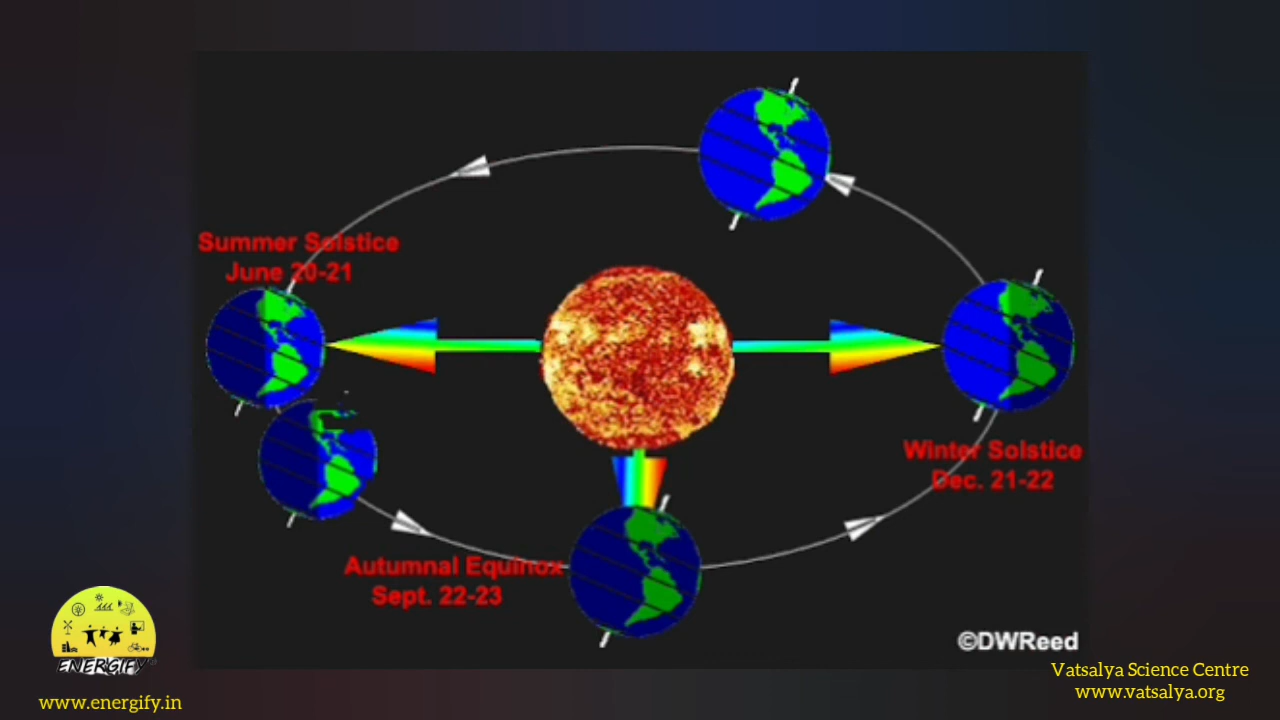 Summer Solstice
June 20-21
Winter Solstice
Dec. 21-22
Autumnal Equinox
Sept. 22-23
©DWReed
ENERGIFY
www.energify.in
Vatsalya Science Centre
www.vatsalya.org